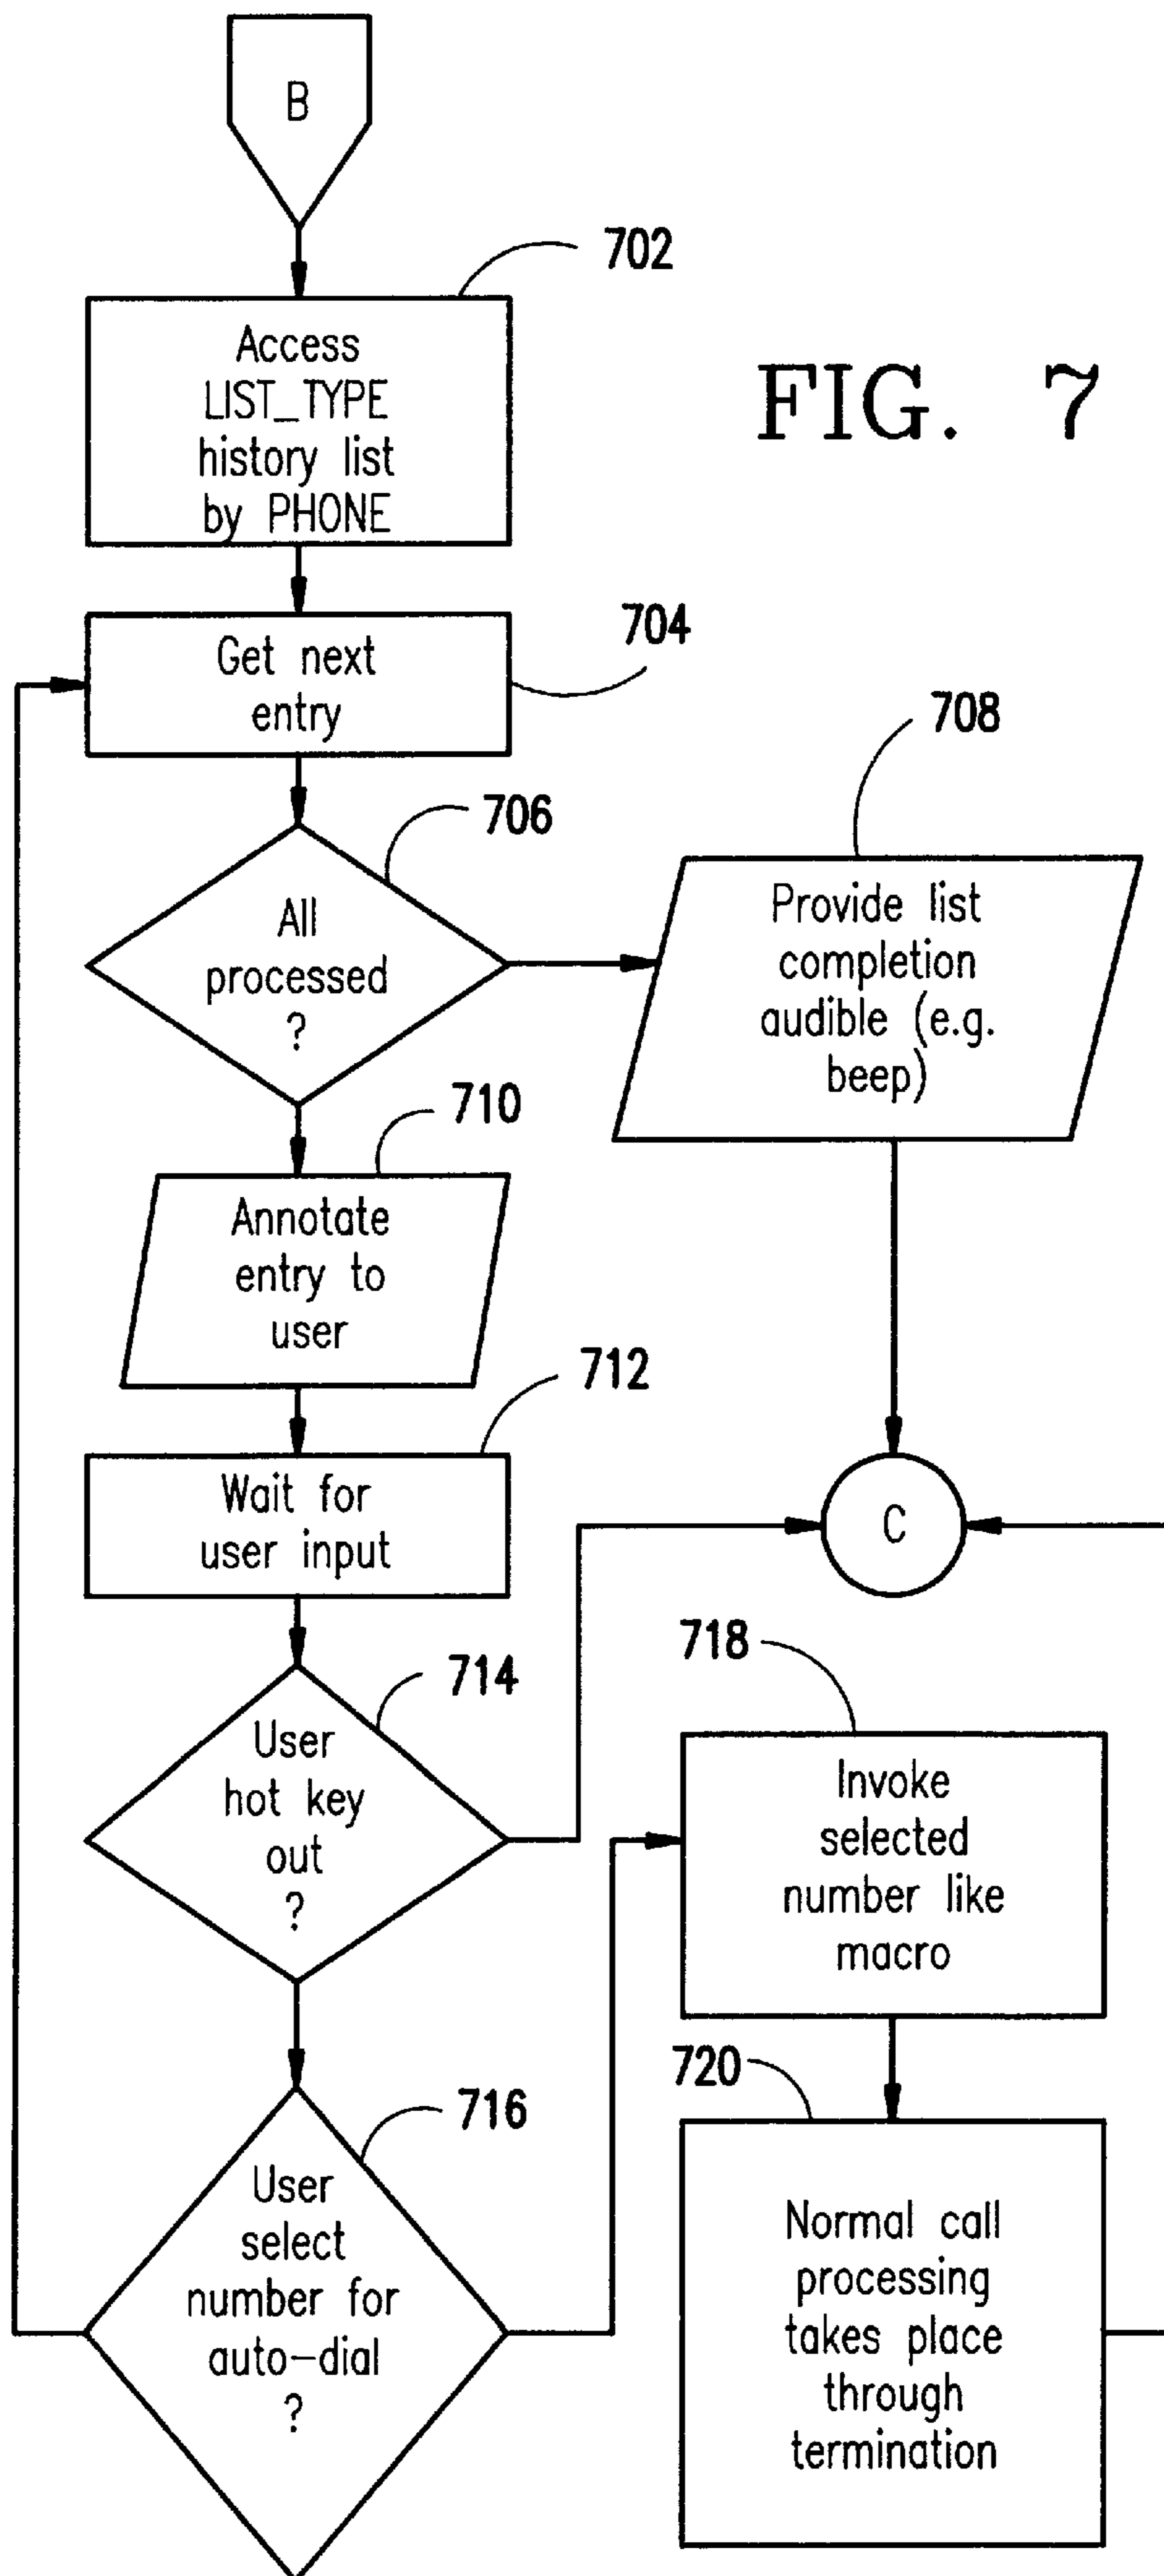 B
702
Access
LIST_TYPE
history list
by PHONE
FIG. 7
704
Get next
entry
706
All
processed
?
708
Provide list
completion
audible (e.g.
beep)
710
Annotate
entry to
user
712
Wait for
user input
C
714
User
hot key
out
?
718
Invoke
selected
number like
macro
716
User
select
number for
auto-dial
?
720
Normal call
processing
takes place
through
termination